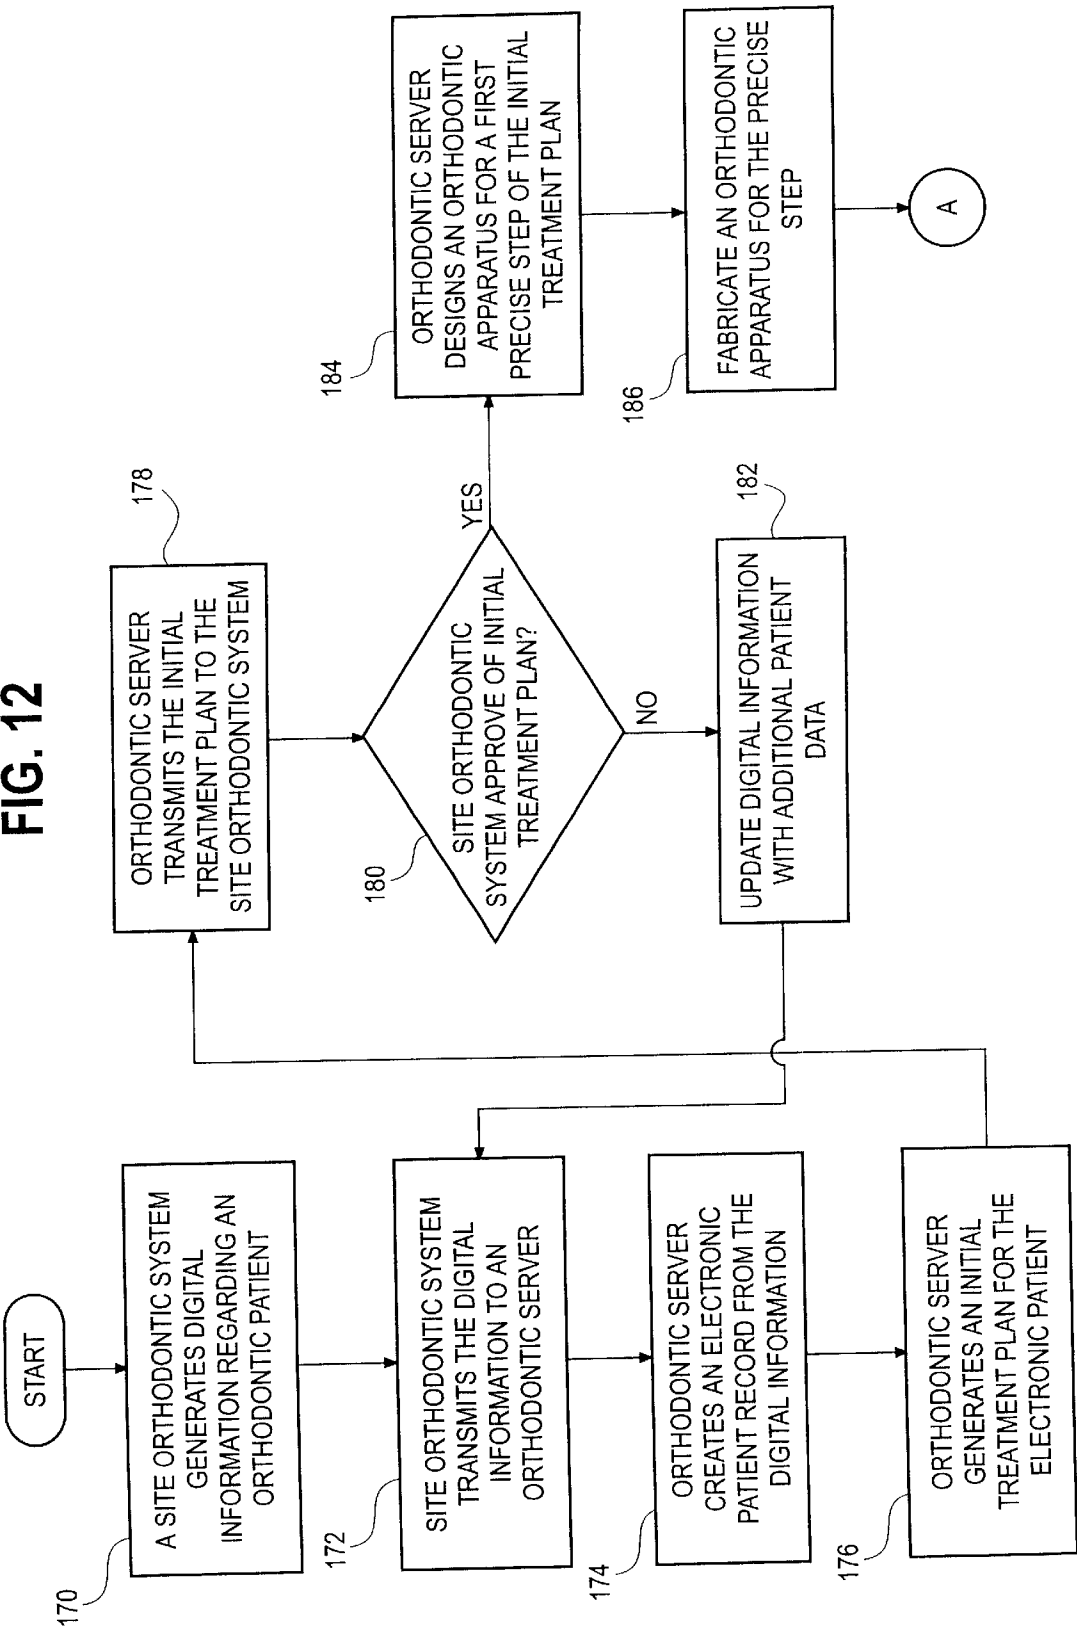 FIG. 12
START
170
A SITE ORTHODONTIC SYSTEM
GENERATES DIGITAL
INFORMATION REGARDING AN
ORTHODONTIC PATIENT
172
SITE ORTHODONTIC SYSTEM
TRANSMITS THE DIGITAL
INFORMATION TO AN
ORTHODONTIC SERVER
174
ORTHODONTIC SERVER
CREATES AN ELECTRONIC
PATIENT RECORD FROM THE
DIGITAL INFORMATION
176
ORTHODONTIC SERVER
GENERATES AN INITIAL
TREATMENT PLAN FOR THE
ELECTRONIC PATIENT
178
ORTHODONTIC SERVER
TRANSMITS THE INITIAL
TREATMENT PLAN TO THE
SITE ORTHODONTIC SYSTEM
180
SITE ORTHODONTIC
SYSTEM APPROVE OF INITIAL
TREATMENT PLAN?
YES
NO
182
UPDATE DIGITAL INFORMATION
WITH ADDITIONAL PATIENT
DATA
184
ORTHODONTIC SERVER
DESIGNS AN ORTHODONTIC
APPARATUS FOR A FIRST
PRECISE STEP OF THE INITIAL
TREATMENT PLAN
186
FABRICATE AN ORTHODONTIC
APPARATUS FOR THE PRECISE
STEP
A